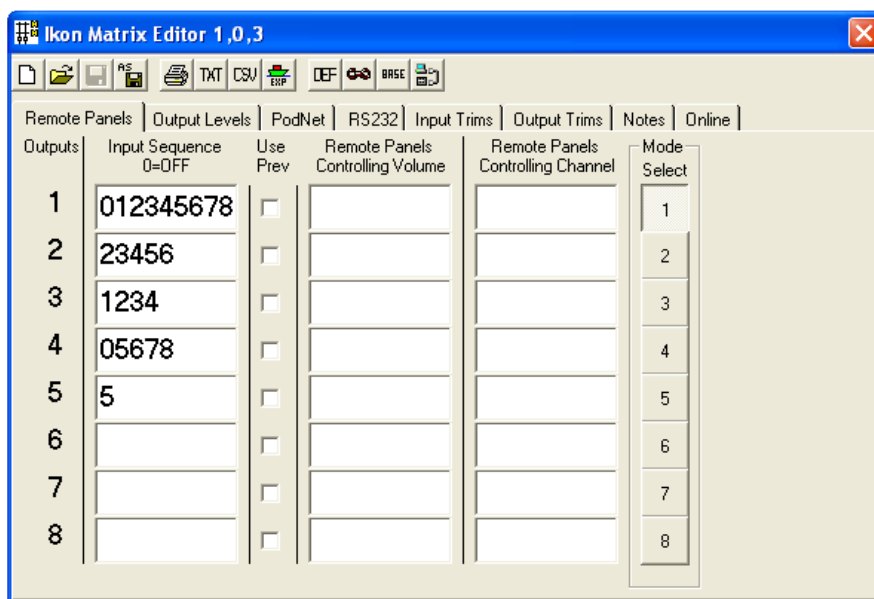 Ikon Matrix Editor 1,0,3
AS TXT CSV EXP DEF BASE
Remote Panels Output Levels PodNet RS232 Input Trims Output Trims Notes Online
Outputs Input Sequence 0=OFF Use Prev Remote Panels Controlling Volume Remote Panels Controlling Channel Mode Select
1 012345678 1
2 23456 2
3 1234 3
4 05678 4
5 5 5
6 6
7 7
8 8